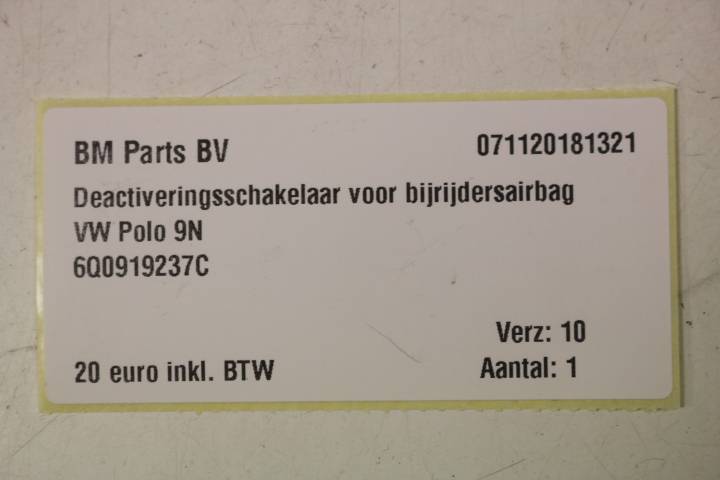 BM Parts BV 071120181321
Deactiveringsschakelaar voor bijrijdersairbag
VW Polo 9N
6Q0919237C
Verz: 10
20 euro inkl. BTW Aantal: 1